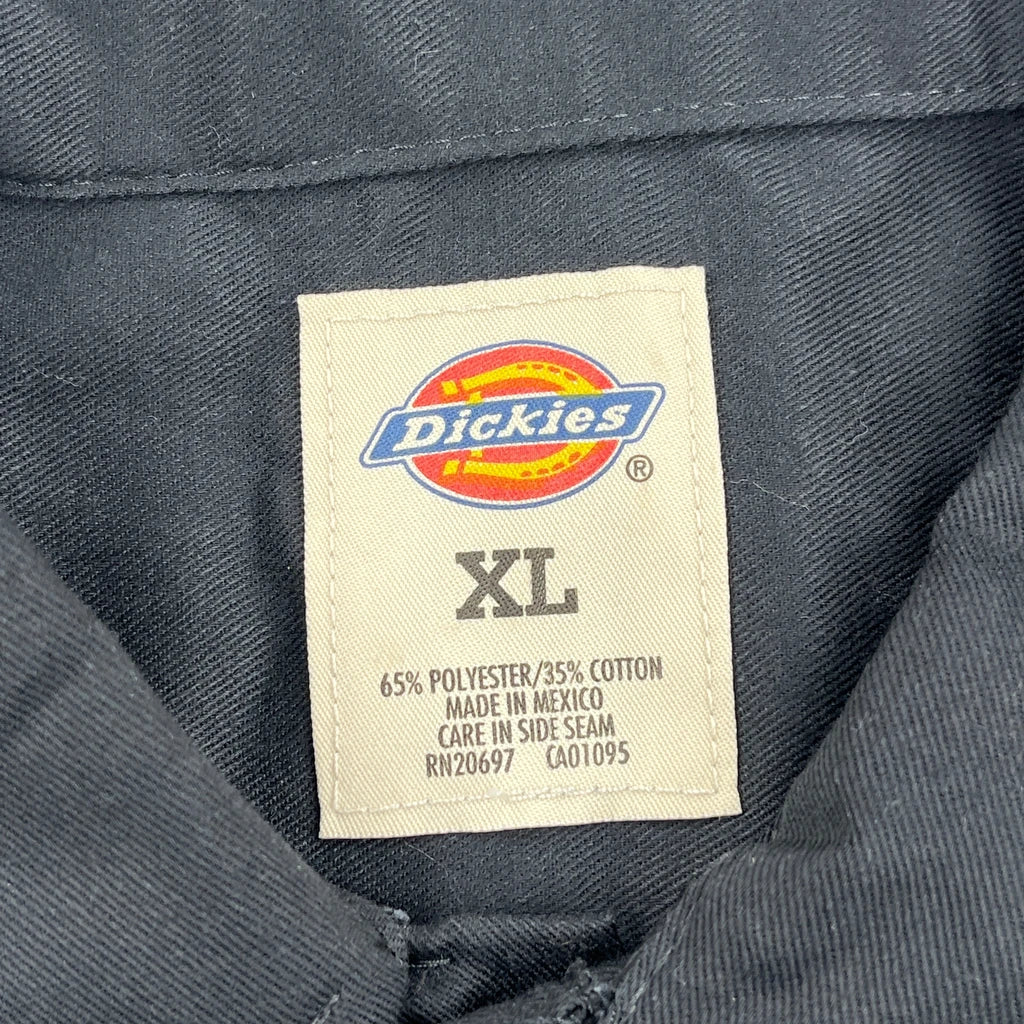 Dickies
®
XL
65% POLYESTER/35% COTTON
MADE IN MEXICO
CARE IN SIDE SEAM
RN20697 CA01095